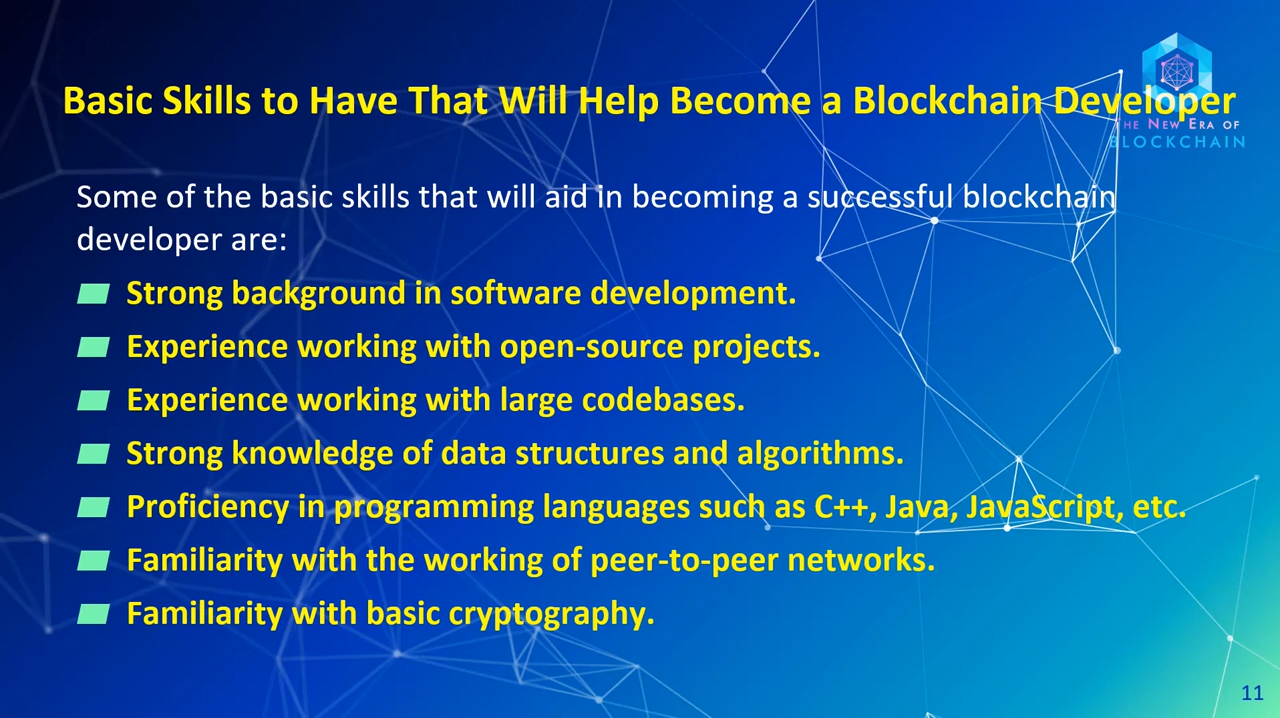 Basic Skills to Have That Will Help Become a Blockchain Developer
THE NEW ERA OF
BLOCKCHAIN
Some of the basic skills that will aid in becoming a successful blockchain
developer are:
Strong background in software development.
Experience working with open-source projects.
Experience working with large codebases.
Strong knowledge of data structures and algorithms.
Proficiency in programming languages such as C++, Java, JavaScript, etc.
Familiarity with the working of peer-to-peer networks.
Familiarity with basic cryptography.
11